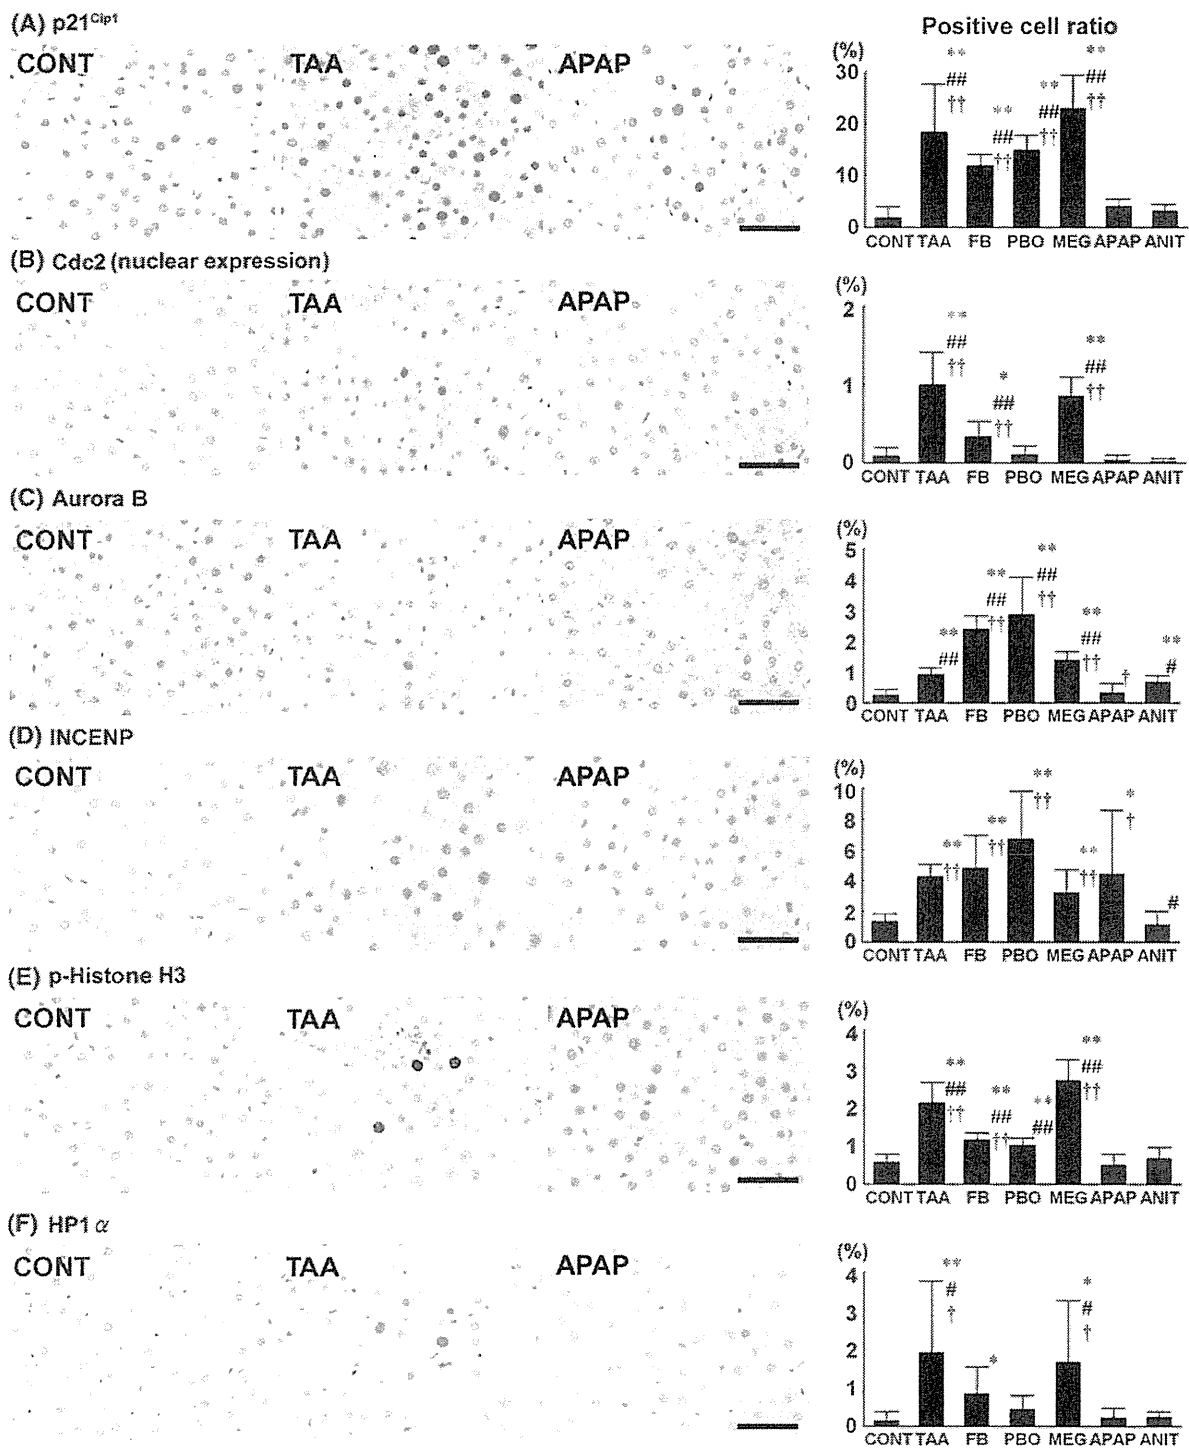 (A) p21Cip1
Positive cell ratio
CONT TAA APAP
(%)
30
20
10
0
** ## ††
** ## ††
** ## ††
** ## ††
CONT TAA FB PBO MEG APAP ANIT
(B) Cdc2 (nuclear expression)
CONT TAA APAP
(%)
2
1
0
** ## ††
* ## ††
** ## ††
CONT TAA FB PBO MEG APAP ANIT
(C) Aurora B
CONT TAA APAP
(%)
5
4
3
2
1
0
** ##
** ## ††
** ## ††
** ## ††
†
** #
CONT TAA FB PBO MEG APAP ANIT
(D) INCENP
CONT TAA APAP
(%)
10
8
6
4
2
0
** ††
** ††
** ††
** ††
* †
#
CONT TAA FB PBO MEG APAP ANIT
(E) p-Histone H3
CONT TAA APAP
(%)
4
3
2
1
0
** ## ††
** ## ††
** ##
** ## ††
CONT TAA FB PBO MEG APAP ANIT
(F) HP1 α
CONT TAA APAP
(%)
4
3
2
1
0
** # †
*
* # †
CONT TAA FB PBO MEG APAP ANIT